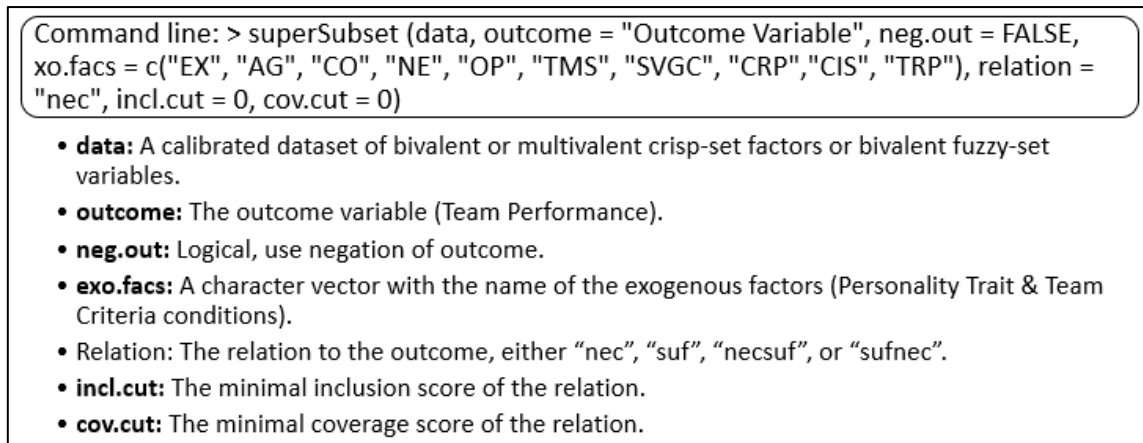 Command line: > superSubset (data, outcome = "Outcome Variable", neg.out = FALSE,
xo.facs = c("EX", "AG", "CO", "NE", "OP", "TMS", "SVGC", "CRP","CIS", "TRP"), relation =
"nec", incl.cut = 0, cov.cut = 0)
• data: A calibrated dataset of bivalent or multivalent crisp-set factors or bivalent fuzzy-set
variables.
• outcome: The outcome variable (Team Performance).
• neg.out: Logical, use negation of outcome.
• exo.facs: A character vector with the name of the exogenous factors (Personality Trait & Team
Criteria conditions).
• Relation: The relation to the outcome, either “nec”, “suf”, “necsuf”, or “sufnec”.
• incl.cut: The minimal inclusion score of the relation.
• cov.cut: The minimal coverage score of the relation.